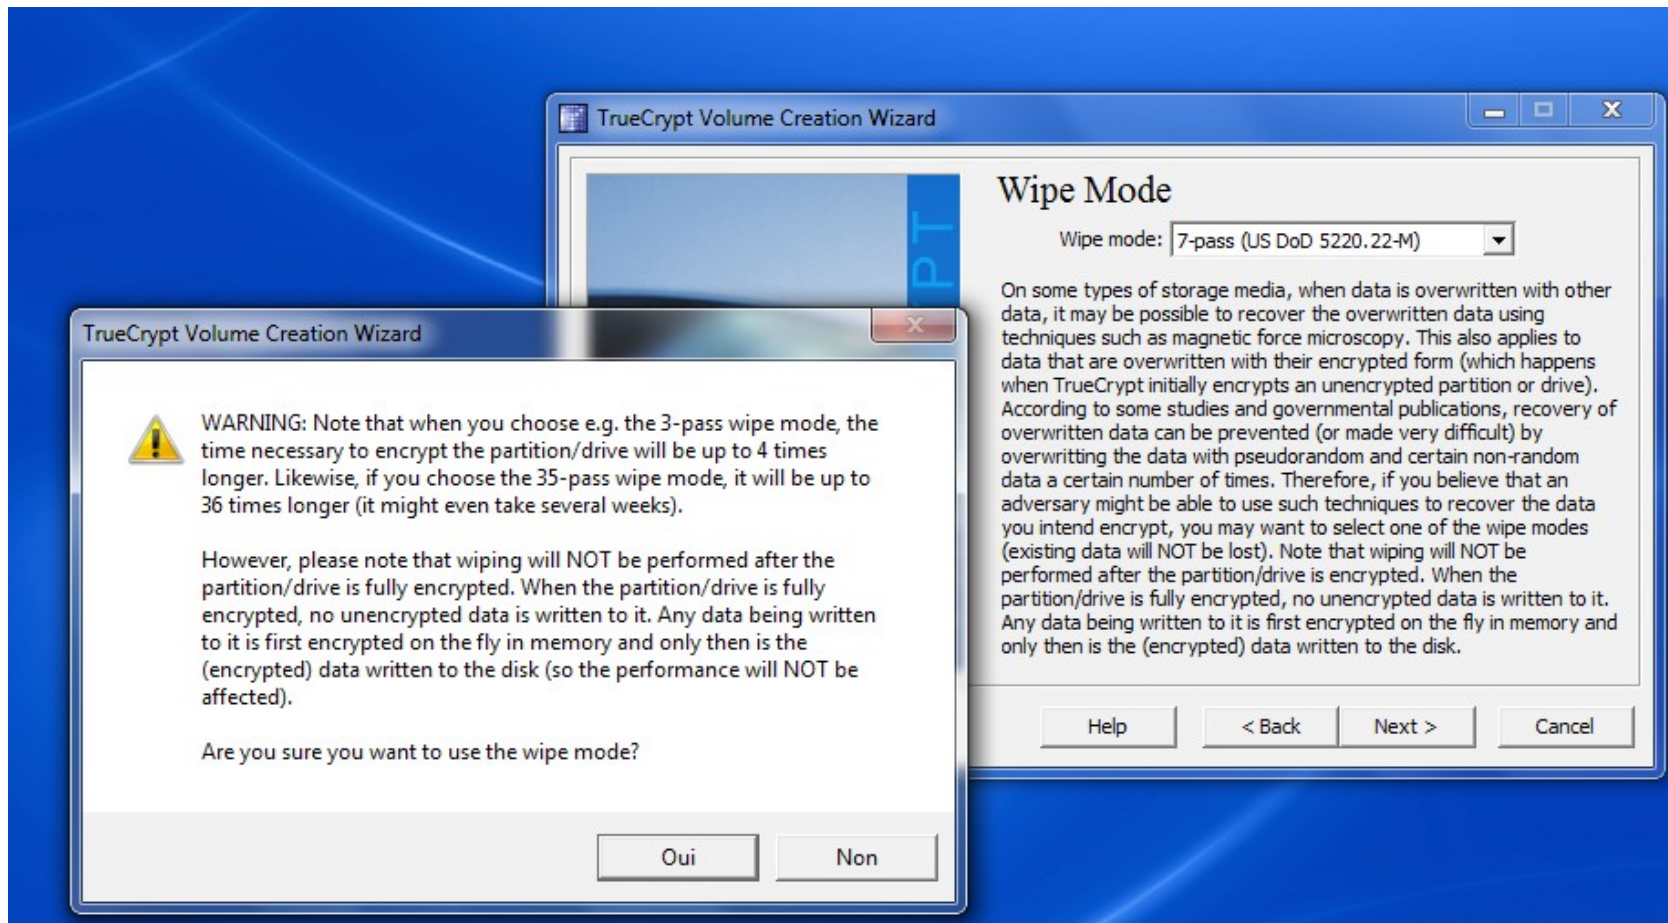 TrueCrypt Volume Creation Wizard
Wipe Mode
Wipe mode: 7-pass (US DoD 5220.22-M)
On some types of storage media, when data is overwritten with other
data, it may be possible to recover the overwritten data using
techniques such as magnetic force microscopy. This also applies to
data that are overwritten with their encrypted form (which happens
when TrueCrypt initially encrypts an unencrypted partition or drive).
According to some studies and governmental publications, recovery of
overwritten data can be prevented (or made very difficult) by
overwritting the data with pseudorandom and certain non-random
data a certain number of times. Therefore, if you believe that an
adversary might be able to use such techniques to recover the data
you intend encrypt, you may want to select one of the wipe modes
(existing data will NOT be lost). Note that wiping will NOT be
performed after the partition/drive is encrypted. When the
partition/drive is fully encrypted, no unencrypted data is written to it.
Any data being written to it is first encrypted on the fly in memory and
only then is the (encrypted) data written to the disk.
Help
< Back
Next >
Cancel
TrueCrypt Volume Creation Wizard
WARNING: Note that when you choose e.g. the 3-pass wipe mode, the
time necessary to encrypt the partition/drive will be up to 4 times
longer. Likewise, if you choose the 35-pass wipe mode, it will be up to
36 times longer (it might even take several weeks).
However, please note that wiping will NOT be performed after the
partition/drive is fully encrypted. When the partition/drive is fully
encrypted, no unencrypted data is written to it. Any data being written
to it is first encrypted on the fly in memory and only then is the
(encrypted) data written to the disk (so the performance will NOT be
affected).
Are you sure you want to use the wipe mode?
Oui
Non